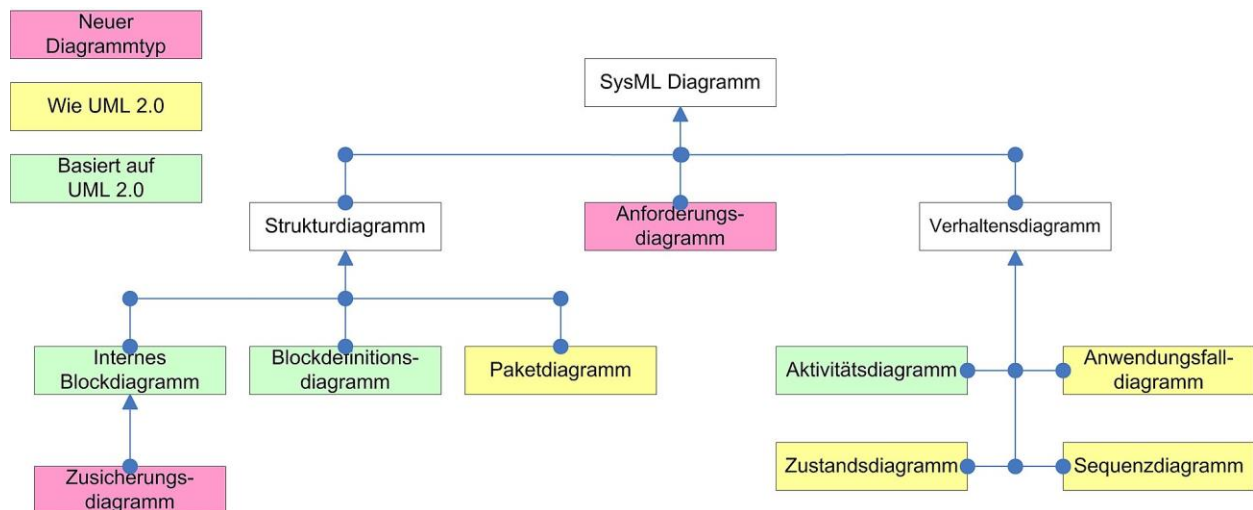 Neuer
Diagrammtyp
Wie UML 2.0
Basiert auf
UML 2.0
SysML Diagramm
Strukturdiagramm
Anforderungs-
diagramm
Verhaltensdiagramm
Internes
Blockdiagramm
Blockdefinitions-
diagramm
Paketdiagramm
Aktivitätsdiagramm
Anwendungsfall-
diagramm
Zusicherungs-
diagramm
Zustandsdiagramm
Sequenzdiagramm